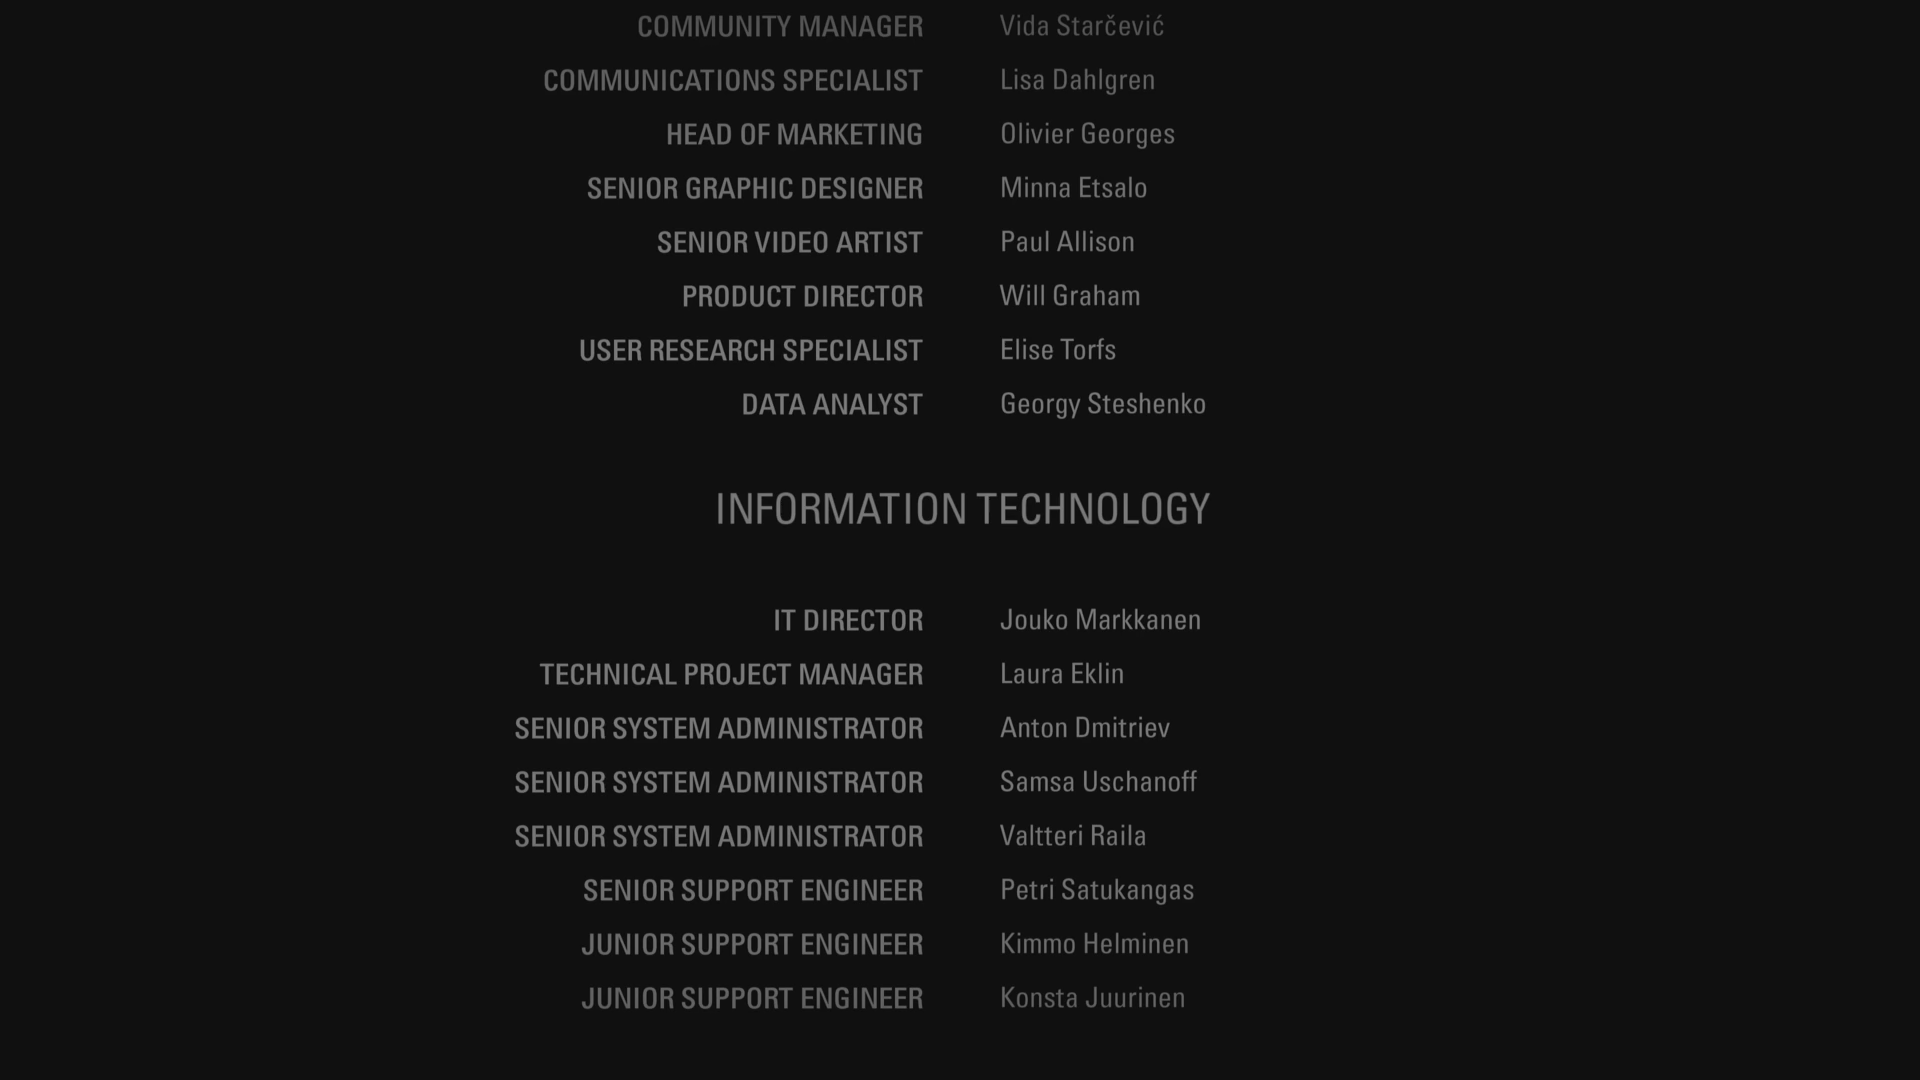 COMMUNITY MANAGER Vida Starčević
COMMUNICATIONS SPECIALIST Lisa Dahlgren
HEAD OF MARKETING Olivier Georges
SENIOR GRAPHIC DESIGNER Minna Etsalo
SENIOR VIDEO ARTIST Paul Allison
PRODUCT DIRECTOR Will Graham
USER RESEARCH SPECIALIST Elise Torfs
DATA ANALYST Georgy Steshenko
INFORMATION TECHNOLOGY
IT DIRECTOR Jouko Markkanen
TECHNICAL PROJECT MANAGER Laura Eklin
SENIOR SYSTEM ADMINISTRATOR Anton Dmitriev
SENIOR SYSTEM ADMINISTRATOR Samsa Uschanoff
SENIOR SYSTEM ADMINISTRATOR Valtteri Raila
SENIOR SUPPORT ENGINEER Petri Satukangas
JUNIOR SUPPORT ENGINEER Kimmo Helminen
JUNIOR SUPPORT ENGINEER Konsta Juurinen